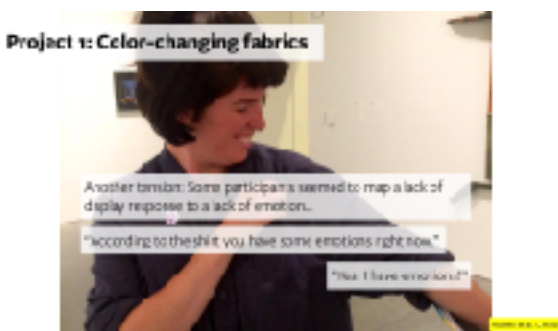 Project 1: Color-changing fabrics
Another tension: Some participants seemed to map a lack of
display response to a lack of emotion...
"According to the shirt you have some emotions right now."
I have emotions!"